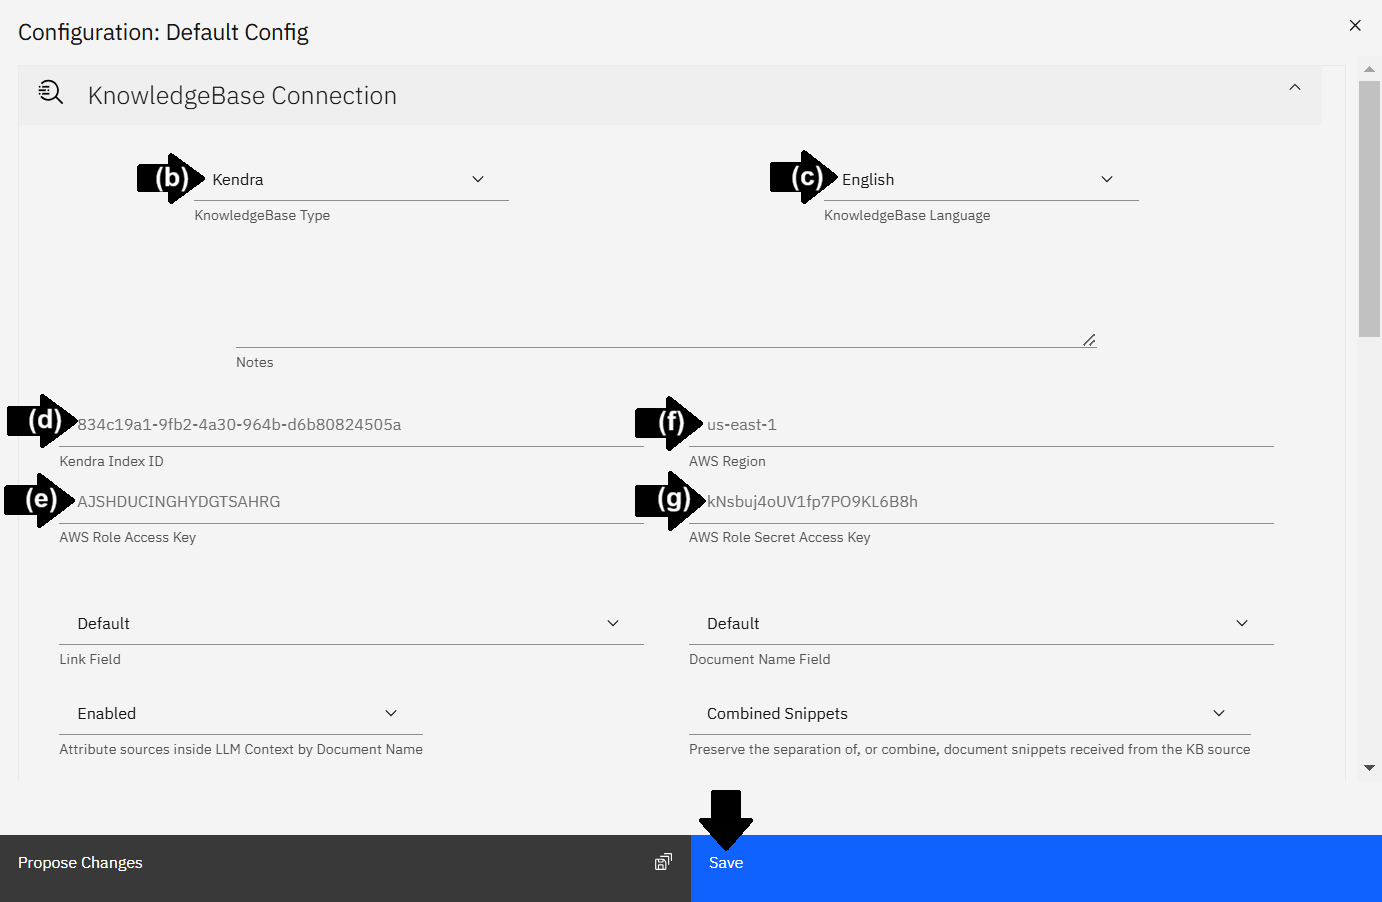 Configuration: Default Config
KnowledgeBase Connection
(b) Kendra
(c) English
KnowledgeBase Type
KnowledgeBase Language
Notes
(d) 834c19a1-9fb2-4a30-964b-d6b80824505a
(f) us-east-1
Kendra Index ID
AWS Region
(e) AJSHDUCINGHYDGTSAHRG
(g) kNsbuj4oUV1fp7PO9KL6B8h
AWS Role Access Key
AWS Role Secret Access Key
Default
Default
Link Field
Document Name Field
Enabled
Combined Snippets
Attribute sources inside LLM Context by Document Name
Preserve the separation of, or combine, document snippets received from the KB source
Propose Changes
Save